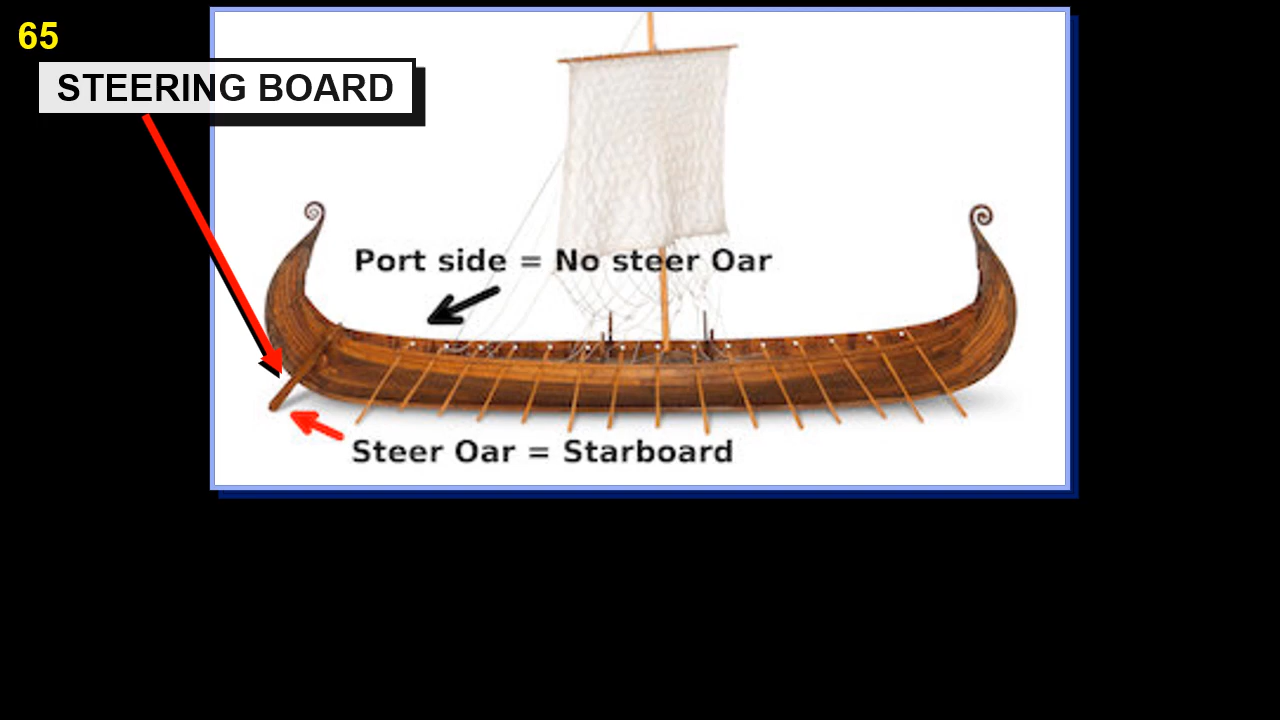 65
STEERING BOARD
Port side = No steer Oar
Steer Oar = Starboard